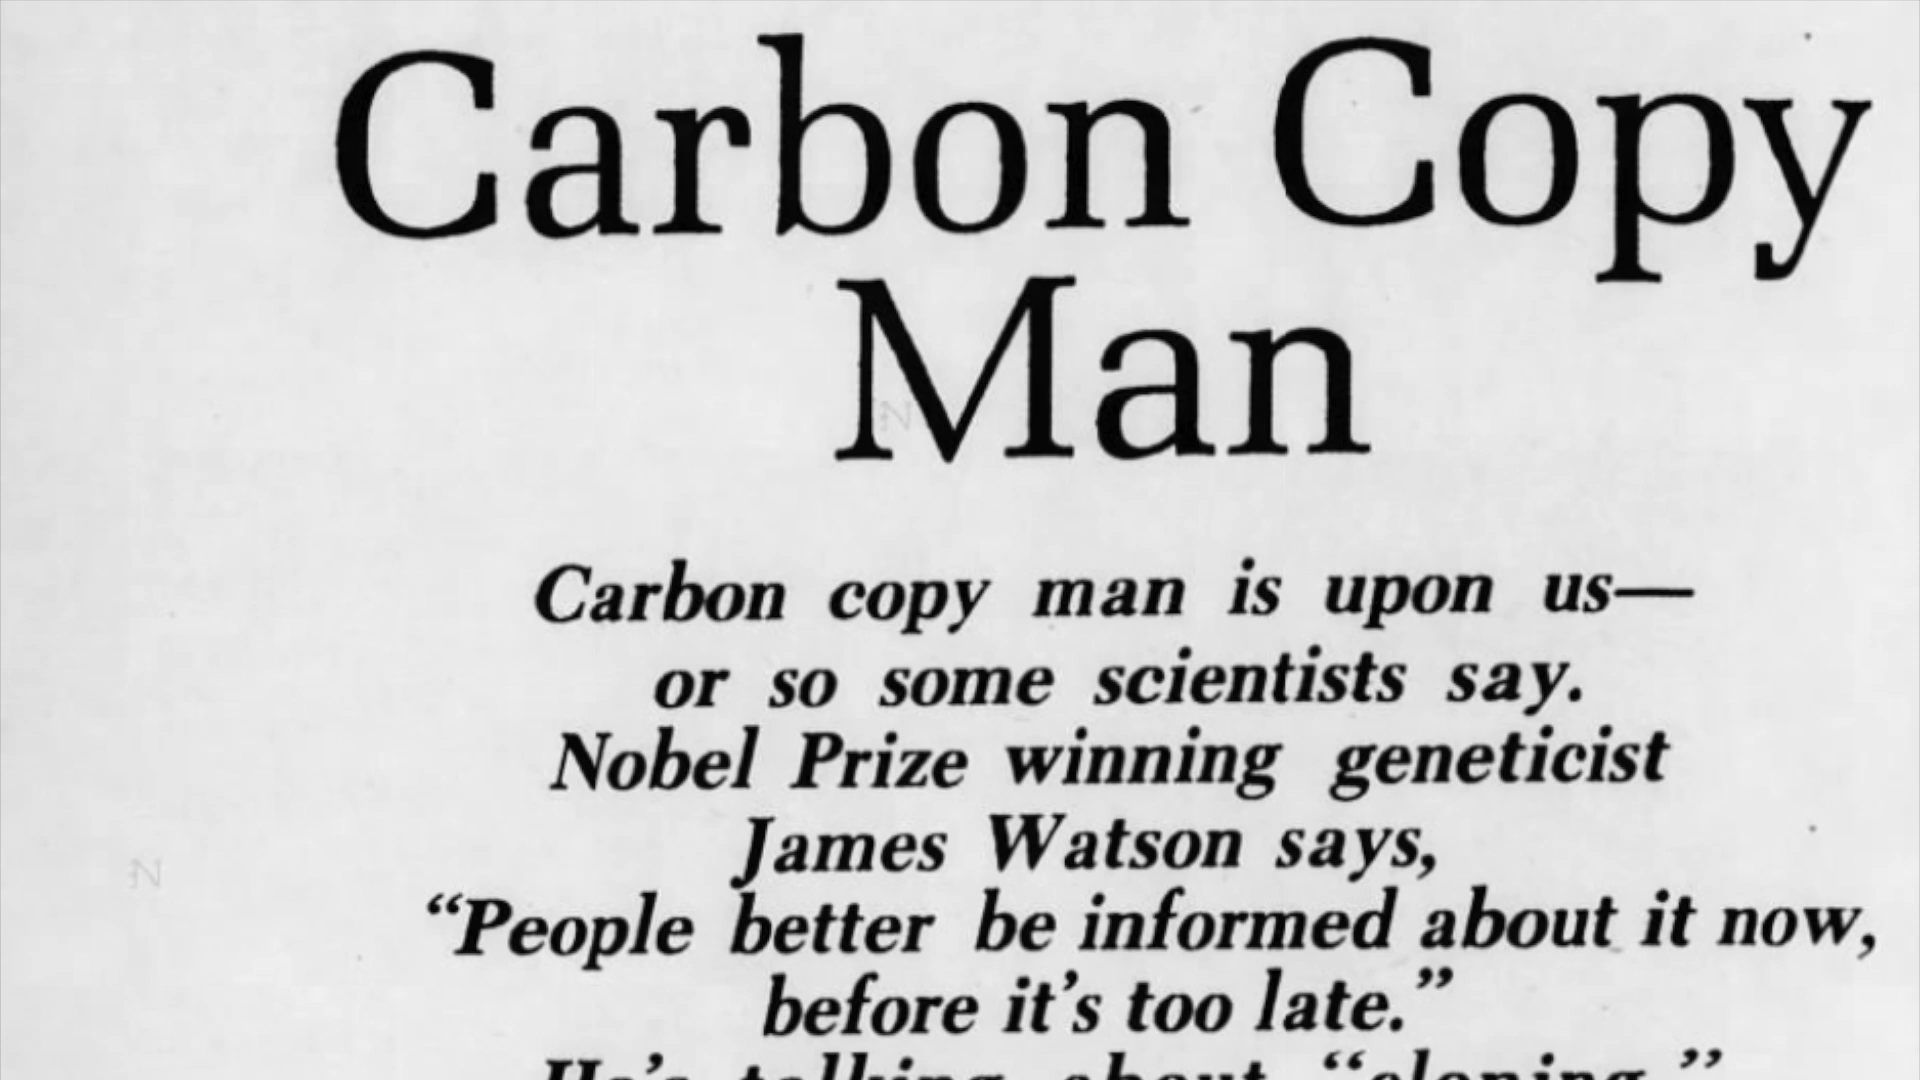 Carbon Copy
Man
Carbon copy man is upon us—
or so some scientists say.
Nobel Prize winning geneticist
James Watson says,
“People better be informed about it now,
before it’s too late.”
He’s talking about “cloning.”